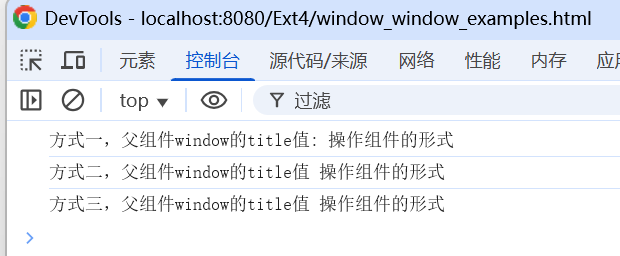 DevTools - localhost:8080/Ext4/window_window_examples.html
元素 控制台 源代码/来源 网络 性能 内存
top 过滤
方式一，父组件window的title值: 操作组件的形式
方式二，父组件window的title值 操作组件的形式
方式三，父组件window的title值 操作组件的形式